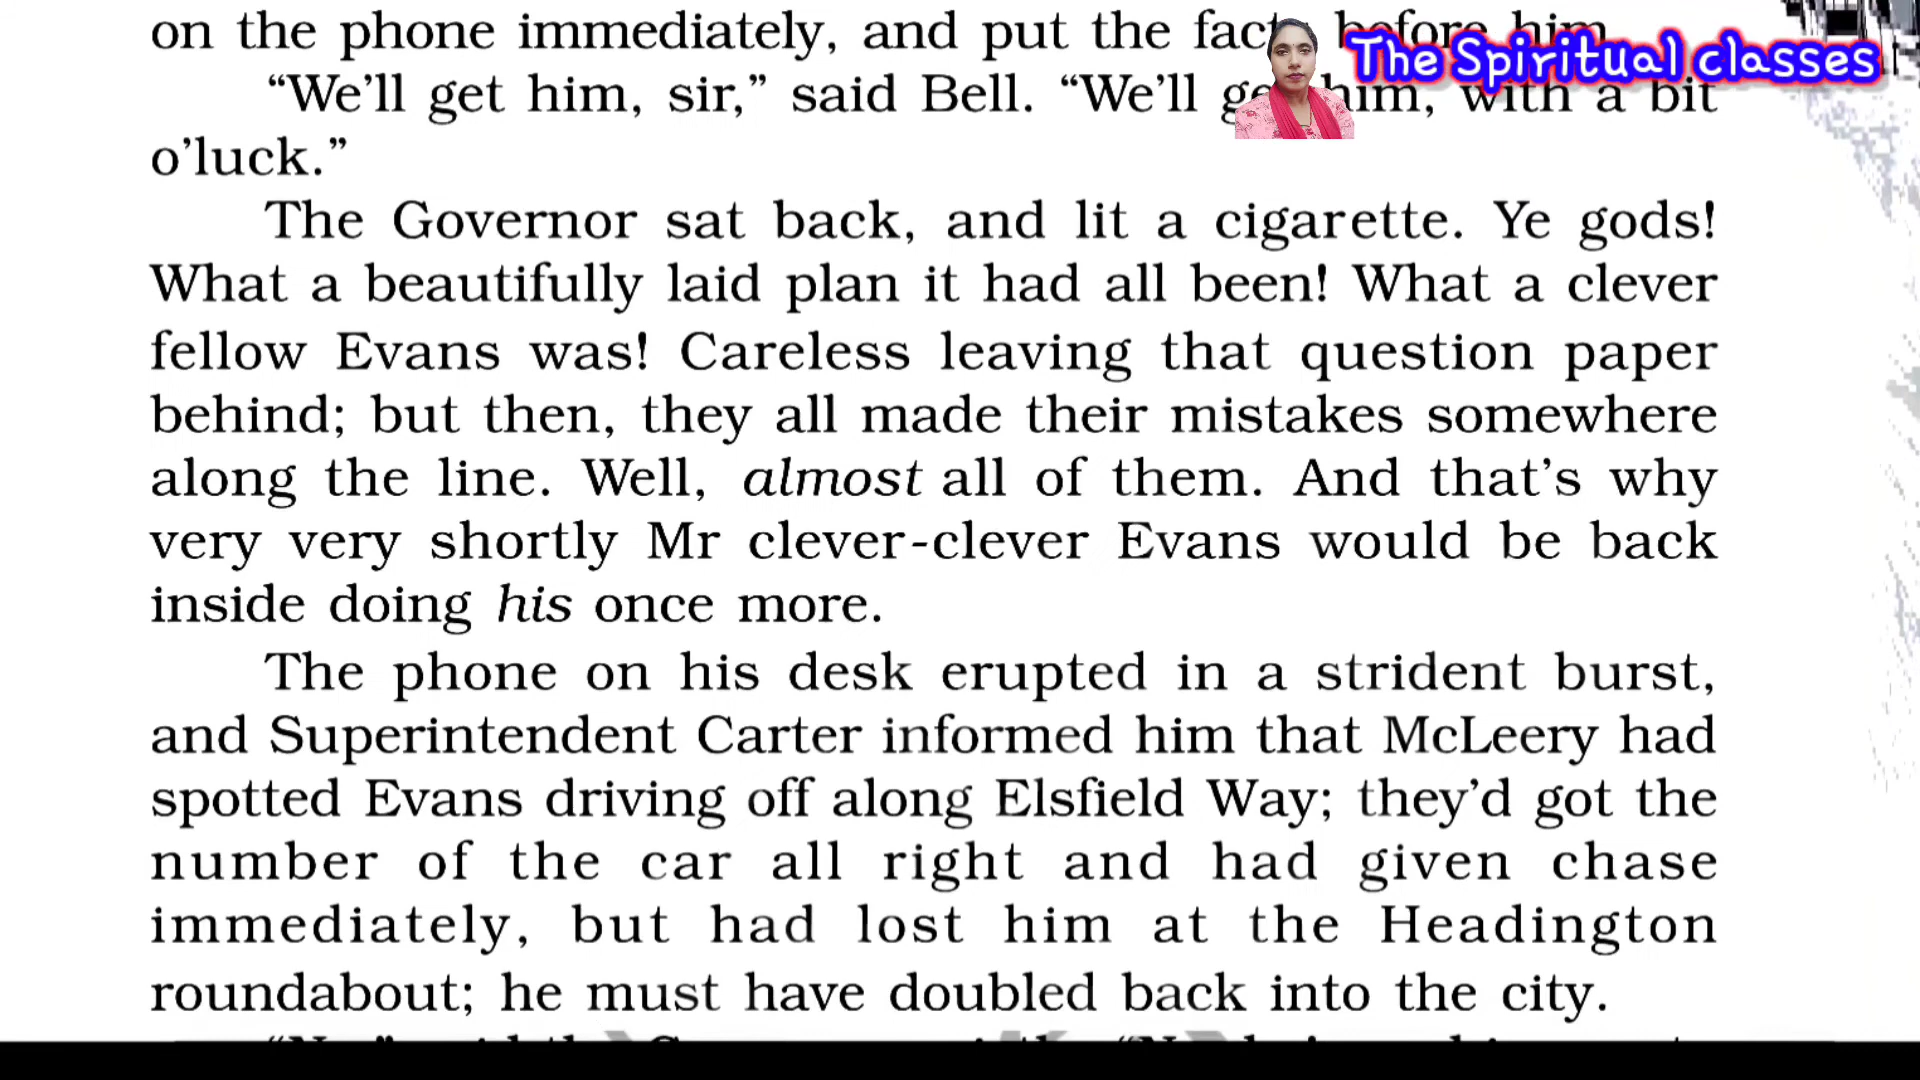 on the phone immediately, and put the facts before him.
The Spiritual classes
“We’ll get him, sir,” said Bell. “We’ll get him, with a bit
o’luck.”
The Governor sat back, and lit a cigarette. Ye gods!
What a beautifully laid plan it had all been! What a clever
fellow Evans was! Careless leaving that question paper
behind; but then, they all made their mistakes somewhere
along the line. Well, almost all of them. And that’s why
very very shortly Mr clever-clever Evans would be back
inside doing his once more.
The phone on his desk erupted in a strident burst,
and Superintendent Carter informed him that McLeery had
spotted Evans driving off along Elsfield Way; they’d got the
number of the car all right and had given chase
immediately, but had lost him at the Headington
roundabout; he must have doubled back into the city.